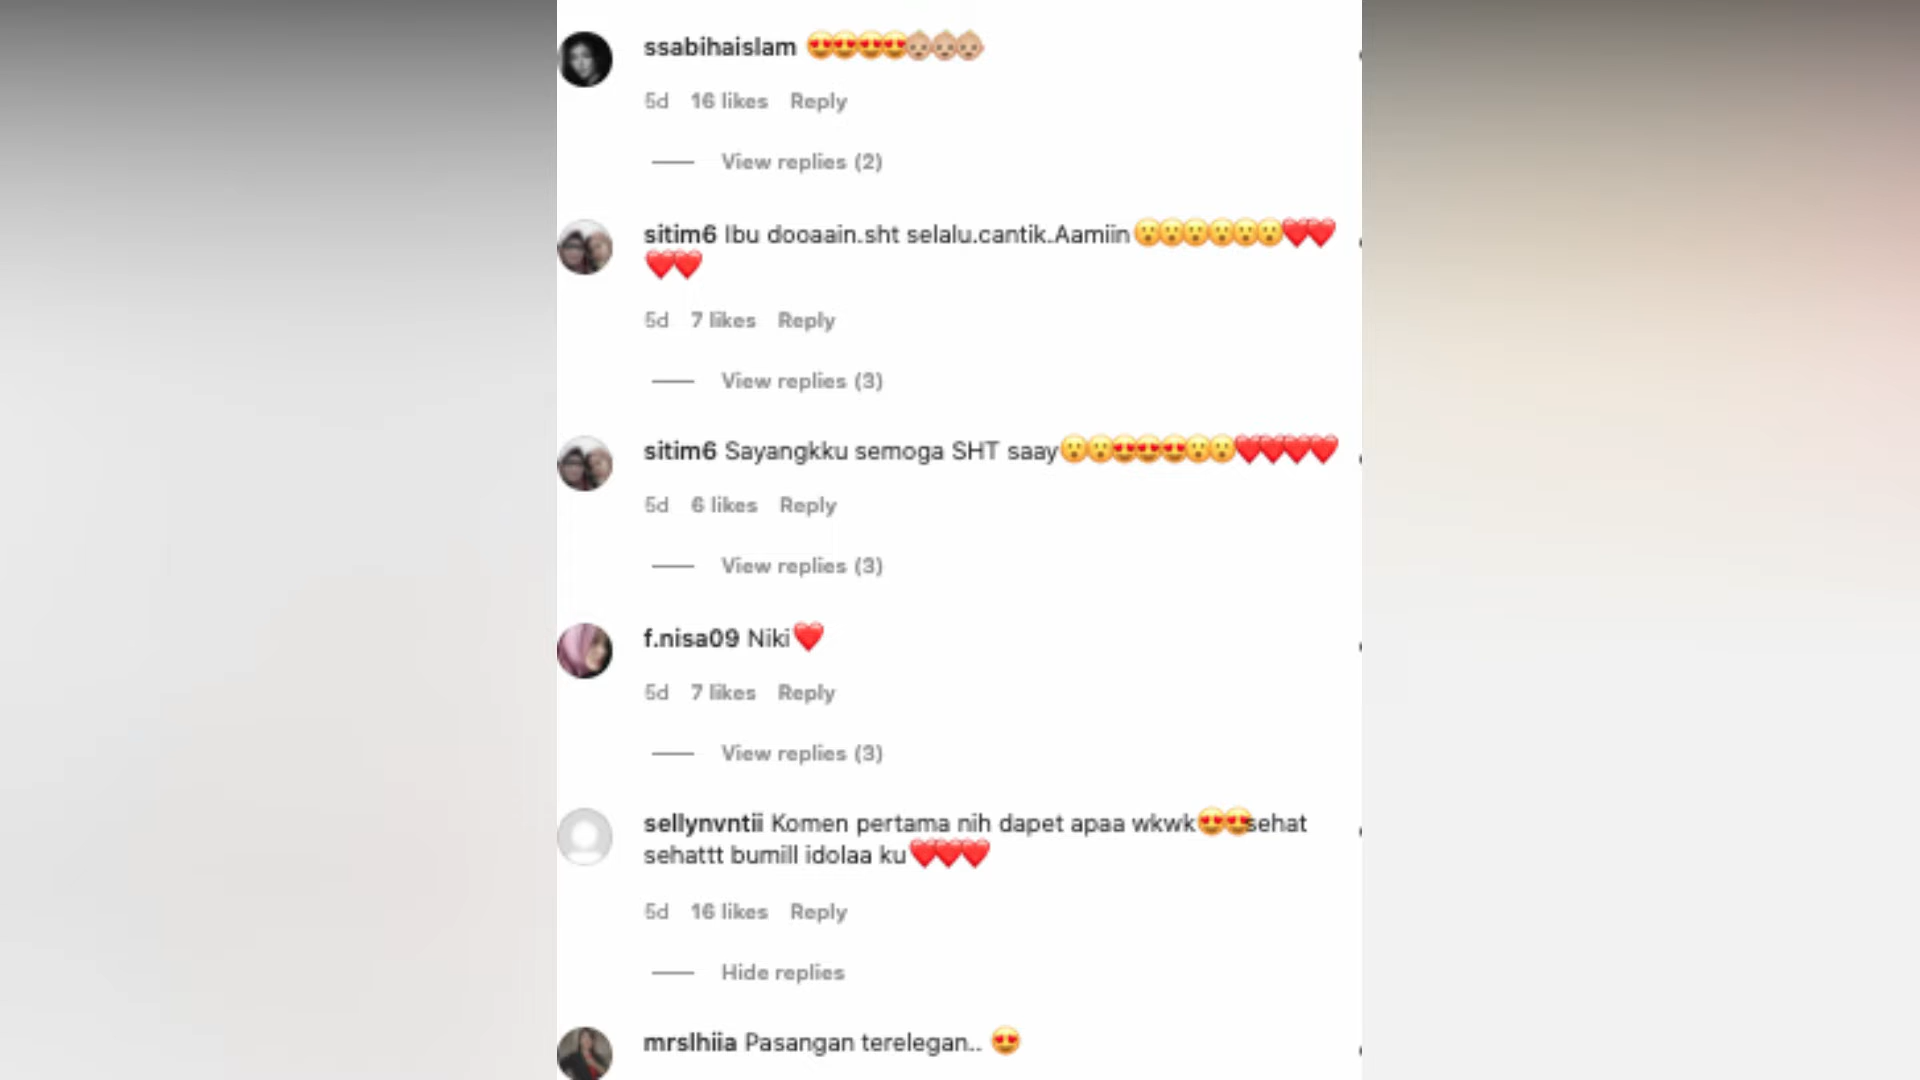 ssabihaislam 😍😍😍😍👶🏼👶🏼👶🏼
5d 16 likes Reply
View replies (2)
sitim6 Ibu dooaain.sht selalu.cantik.Aamiin😮😮😮😮😮😮❤️❤️
❤️❤️
5d 7 likes Reply
View replies (3)
sitim6 Sayangkku semoga SHT saay😮😮😍😍😍😮😮❤️❤️❤️❤️
5d 6 likes Reply
View replies (3)
f.nisa09 Niki❤️
5d 7 likes Reply
View replies (3)
sellynvntii Komen pertama nih dapet apaa wkwk😍😍sehat
sehattt bumill idolaa ku❤️❤️❤️
5d 16 likes Reply
Hide replies
mrslhiia Pasangan terelegan.. 😍